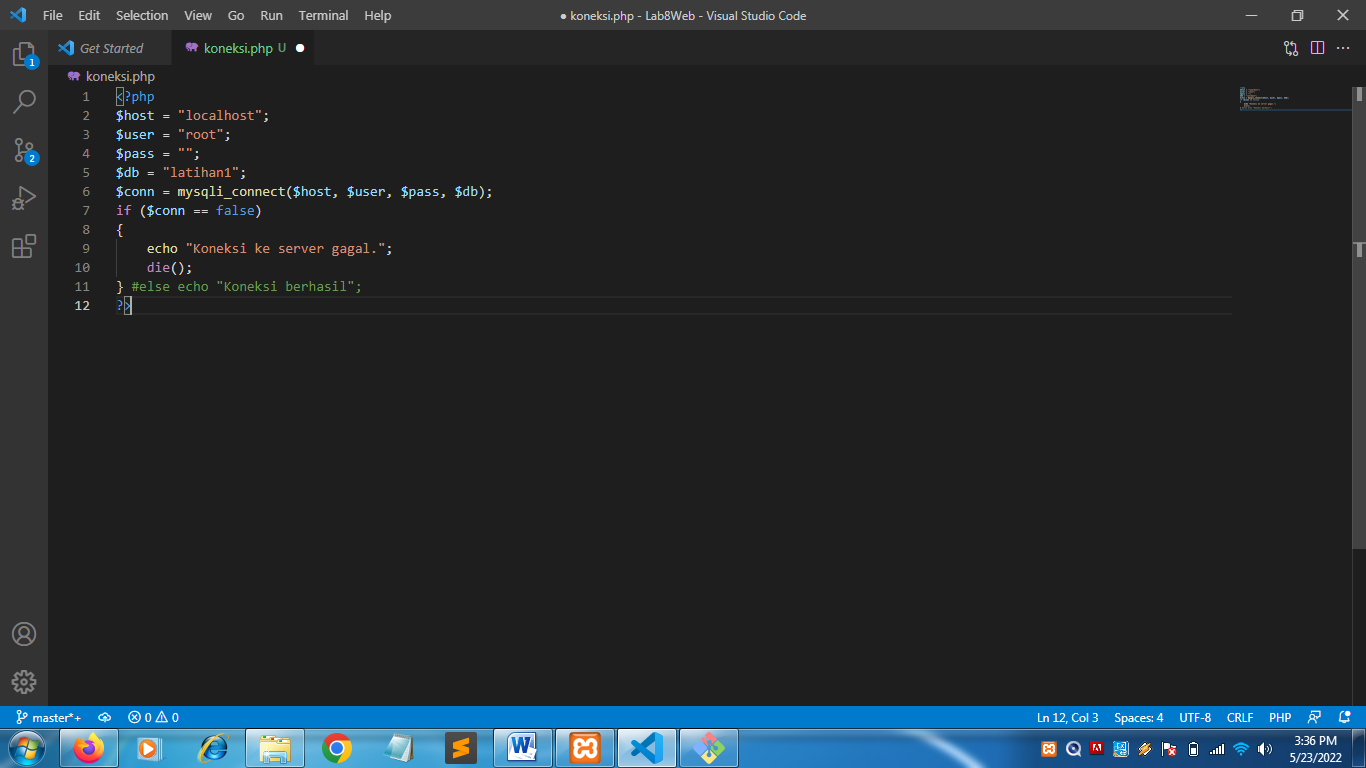 File Edit Selection View Go Run Terminal Help
● koneksi.php - Lab8Web - Visual Studio Code
Get Started
koneksi.php U
koneksi.php
1 <?php
2 $host = "localhost";
3 $user = "root";
4 $pass = "";
5 $db = "latihan1";
6 $conn = mysqli_connect($host, $user, $pass, $db);
7 if ($conn == false)
8 {
9 echo "Koneksi ke server gagal.";
10 die();
11 } #else echo "Koneksi berhasil";
12 ?>
1
2
master*+ 0 0 Ln 12, Col 3 Spaces: 4 UTF-8 CRLF PHP
3:36 PM
5/23/2022